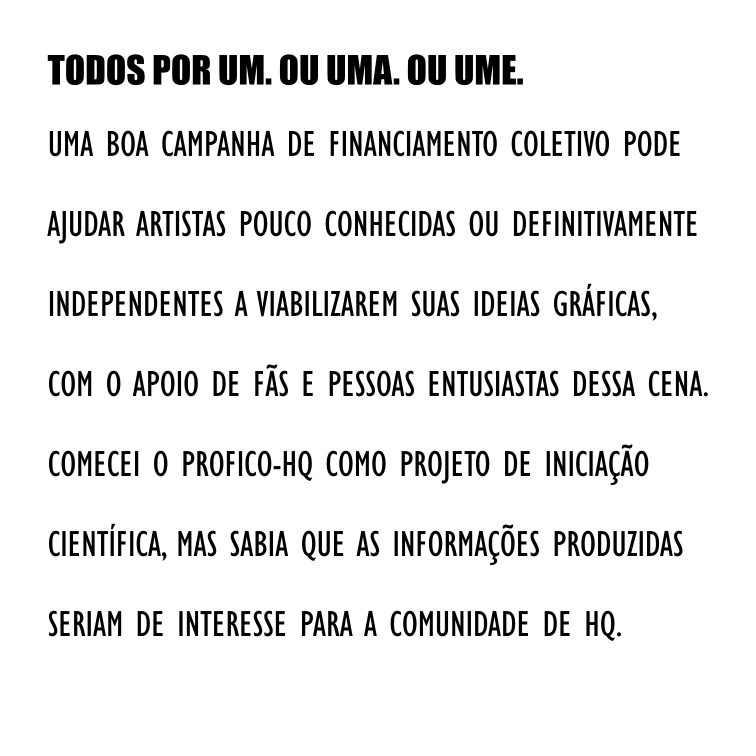 TODOS POR UM. OU UMA. OU UME.
UMA BOA CAMPANHA DE FINANCIAMENTO COLETIVO PODE
AJUDAR ARTISTAS POUCO CONHECIDAS OU DEFINITIVAMENTE
INDEPENDENTES A VIABILIZAREM SUAS IDEIAS GRÁFICAS,
COM O APOIO DE FÃS E PESSOAS ENTUSIASTAS DESSA CENA.
COMECEI O PROFICO-HQ COMO PROJETO DE INICIAÇÃO
CIENTÍFICA, MAS SABIA QUE AS INFORMAÇÕES PRODUZIDAS
SERIAM DE INTERESSE PARA A COMUNIDADE DE HQ.